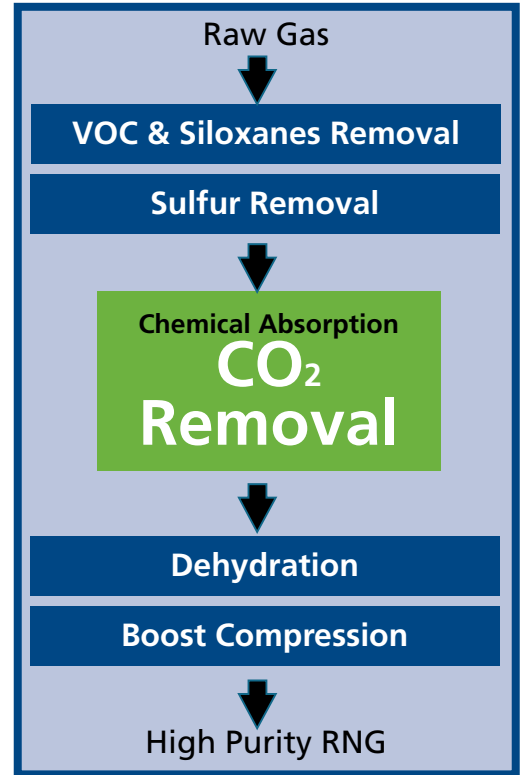 Raw Gas
VOC & Siloxanes Removal
Sulfur Removal
Chemical Absorption
CO₂
Removal
Dehydration
Boost Compression
High Purity RNG